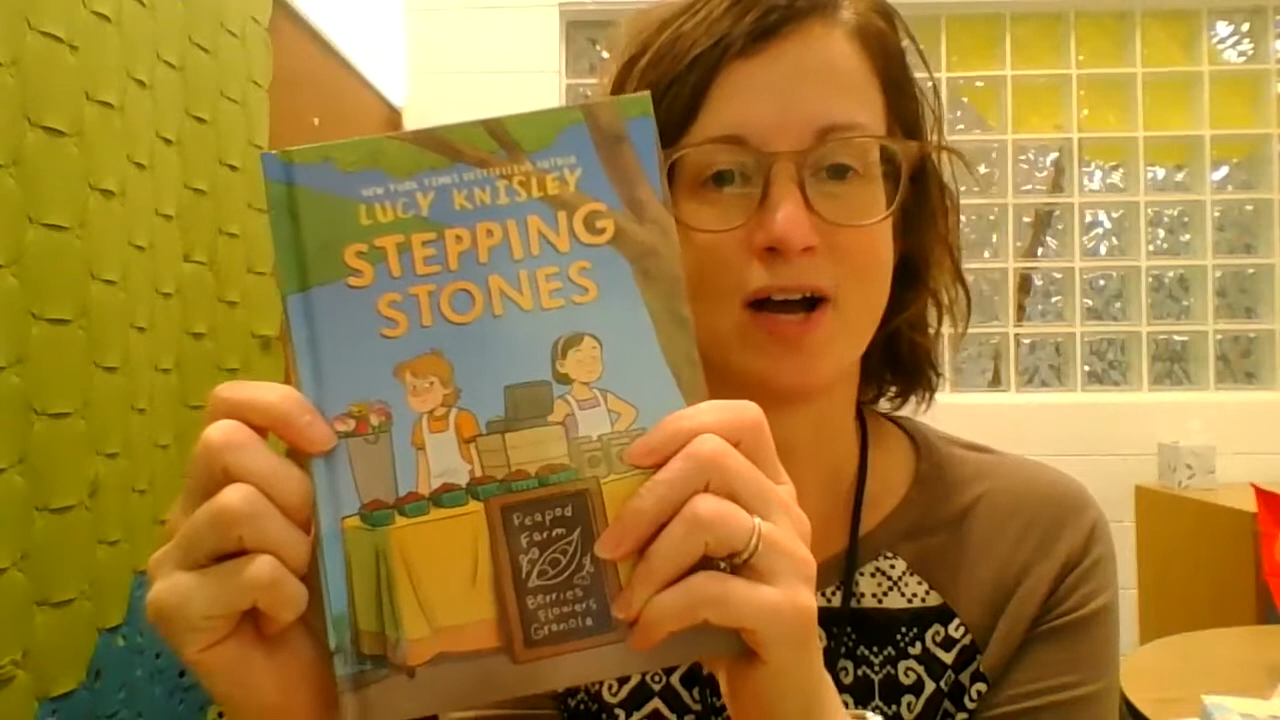 NEW YORK TIMES BESTSELLING AUTHOR
LUCY KNISLEY
STEPPING
STONES
Peapod
Farm
Berries
Flowers
Granola